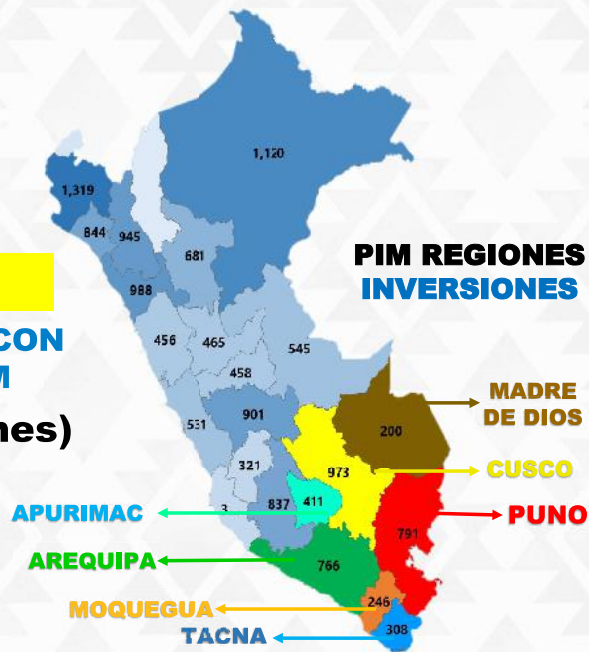 1,120
1,319
844
945
681
988
PIM REGIONES
INVERSIONES
CON
M
nes)
456
465
545
458
531
901
MADRE
DE DIOS
200
321
973
CUSCO
3
837
411
APURIMAC
791
PUNO
AREQUIPA
766
MOQUEGUA
246
TACNA
308